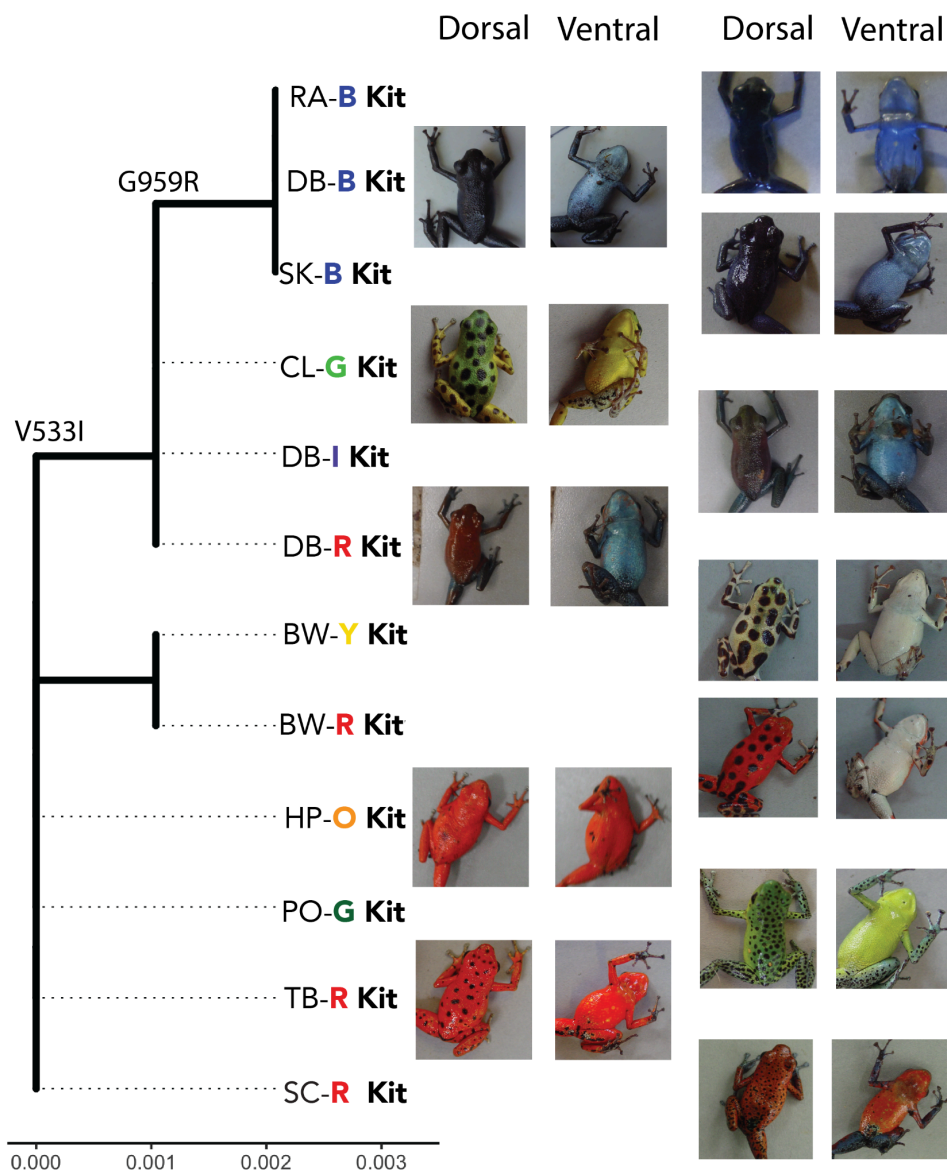 Dorsal Ventral Dorsal Ventral
RA-B Kit
G959R
DB-B Kit
SK-B Kit
CL-G Kit
V533I
DB-I Kit
DB-R Kit
BW-Y Kit
BW-R Kit
HP-O Kit
PO-G Kit
TB-R Kit
SC-R Kit
0.000 0.001 0.002 0.003